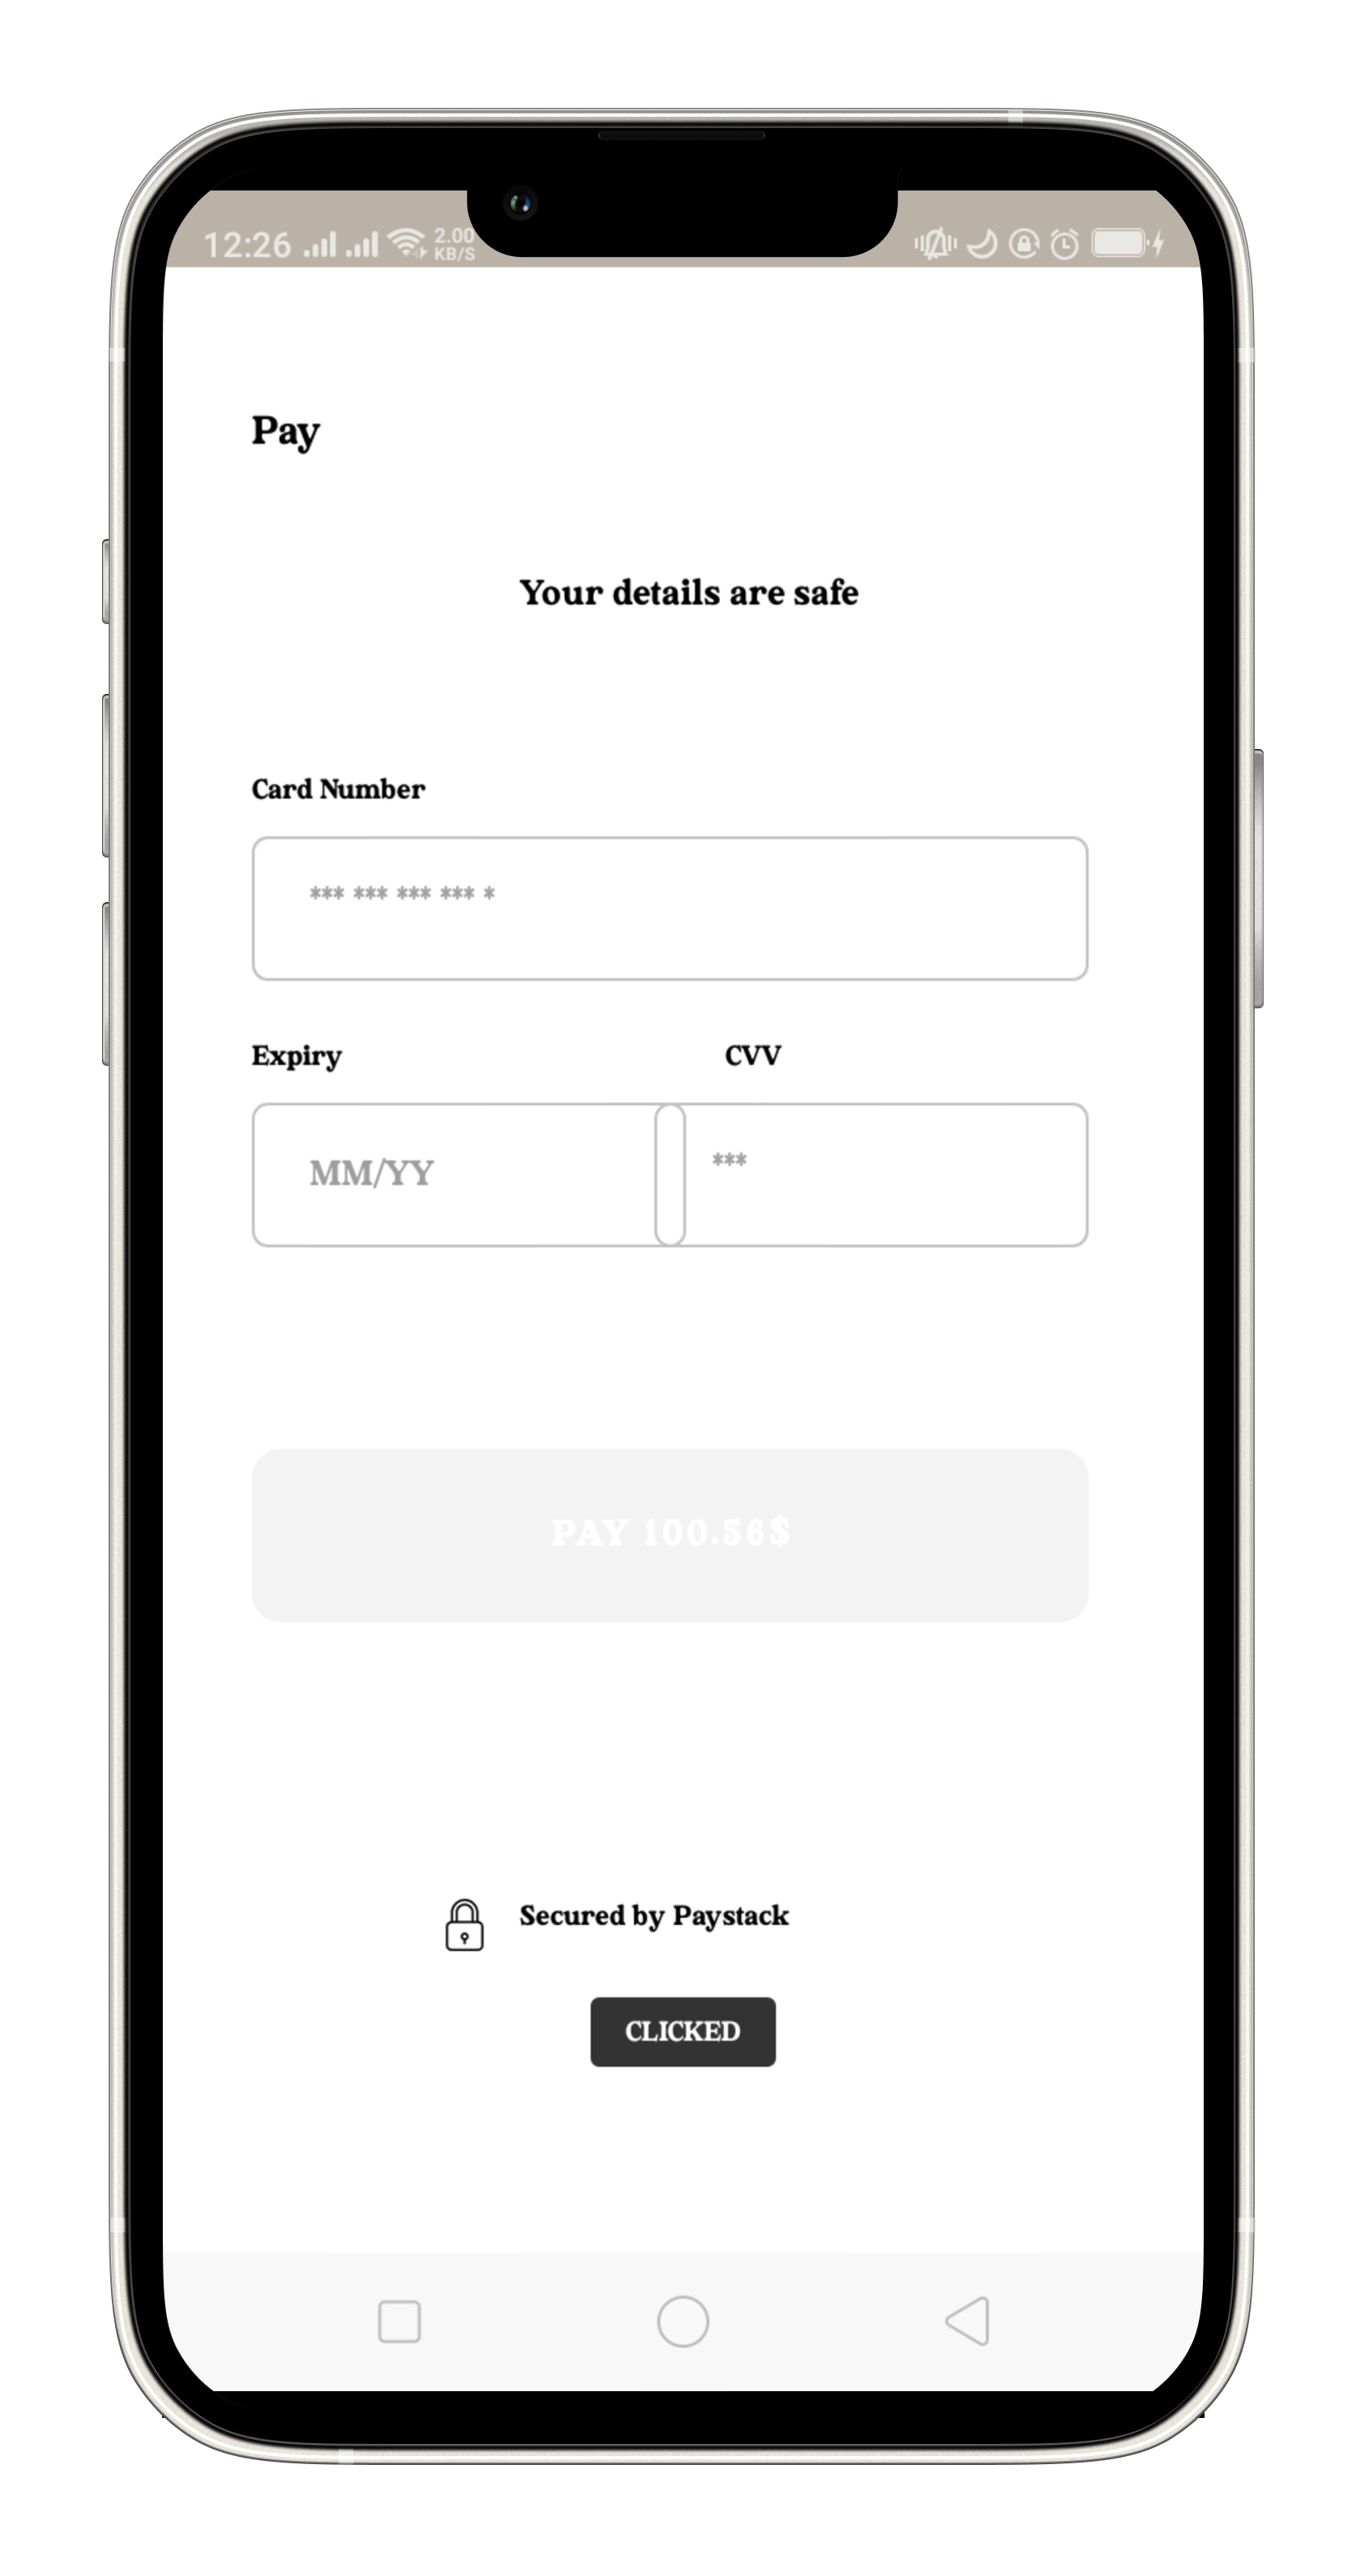 12:26 2.00 KB/S
Pay
Your details are safe
Card Number
*** *** *** *** *
Expiry CVV
MM/YY ***
PAY 100.56$
Secured by Paystack
CLICKED